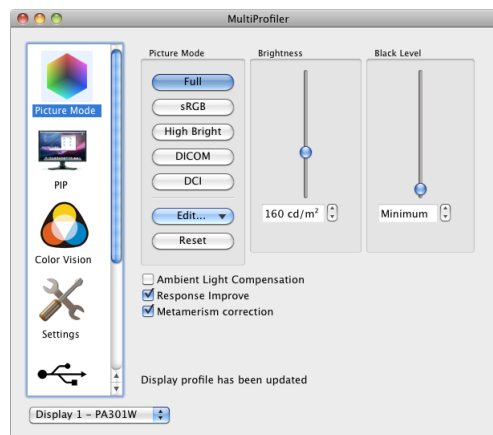 MultiProfiler
Picture Mode
PIP
Color Vision
Settings
Picture Mode
Full
sRGB
High Bright
DICOM
DCI
Edit...
Reset
Brightness
160 cd/m²
Black Level
Minimum
Ambient Light Compensation
Response Improve
Metamerism correction
Display profile has been updated
Display 1 – PA301W